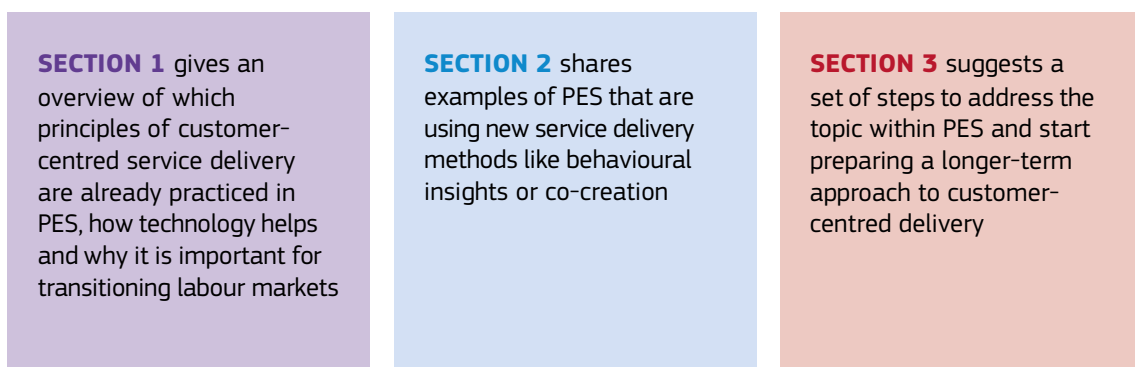 SECTION 1 gives an
overview of which
principles of customer-
centred service delivery
are already practiced in
PES, how technology helps
and why it is important for
transitioning labour markets
SECTION 2 shares
examples of PES that are
using new service delivery
methods like behavioural
insights or co-creation
SECTION 3 suggests a
set of steps to address the
topic within PES and start
preparing a longer-term
approach to customer-
centred delivery